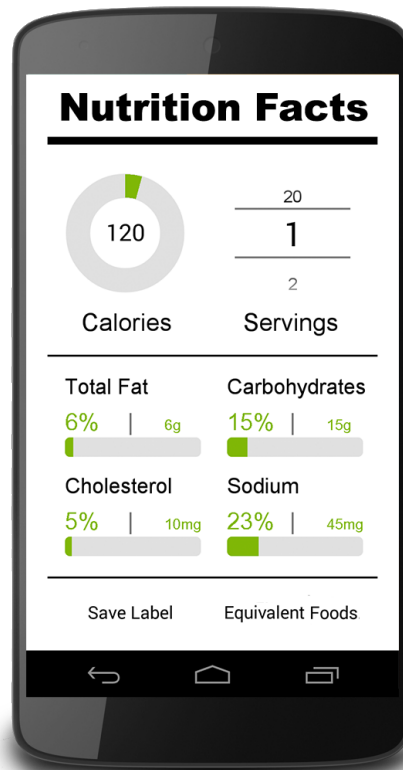 Nutrition Facts
120
Calories
20
1
2
Servings
Total Fat
6% | 6g
Carbohydrates
15% | 15g
Cholesterol
5% | 10mg
Sodium
23% | 45mg
Save Label
Equivalent Foods